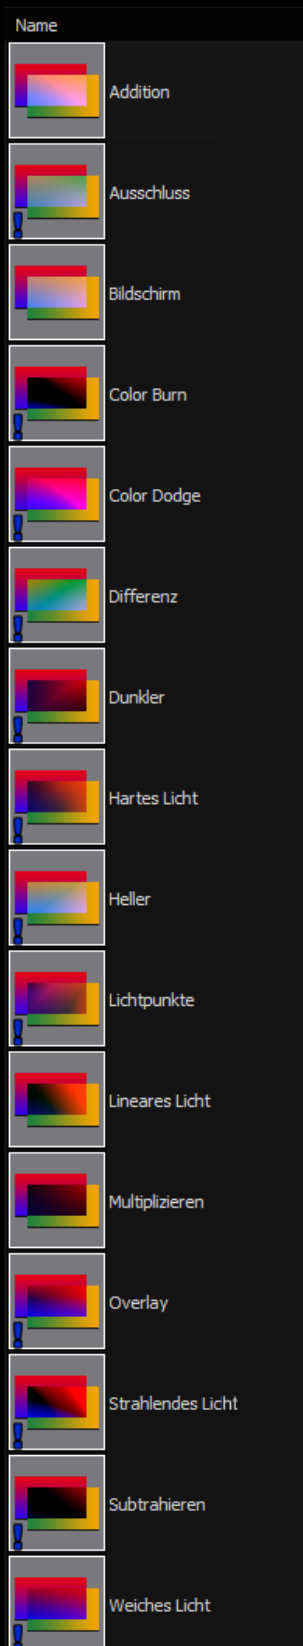 Name
Addition
Ausschluss
Bildschirm
Color Burn
Color Dodge
Differenz
Dunkler
Hartes Licht
Heller
Lichtpunkte
Lineares Licht
Multiplizieren
Overlay
Strahlendes Licht
Subtrahieren
Weiches Licht